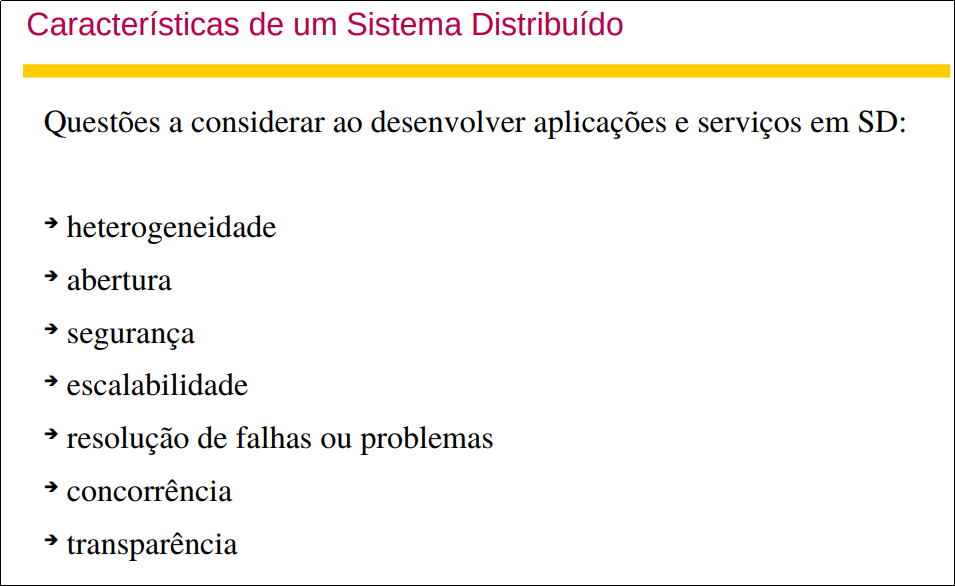 Características de um Sistema Distribuído
Questões a considerar ao desenvolver aplicações e serviços em SD:
➔ heterogeneidade
➔ abertura
➔ segurança
➔ escalabilidade
➔ resolução de falhas ou problemas
➔ concorrência
➔ transparência